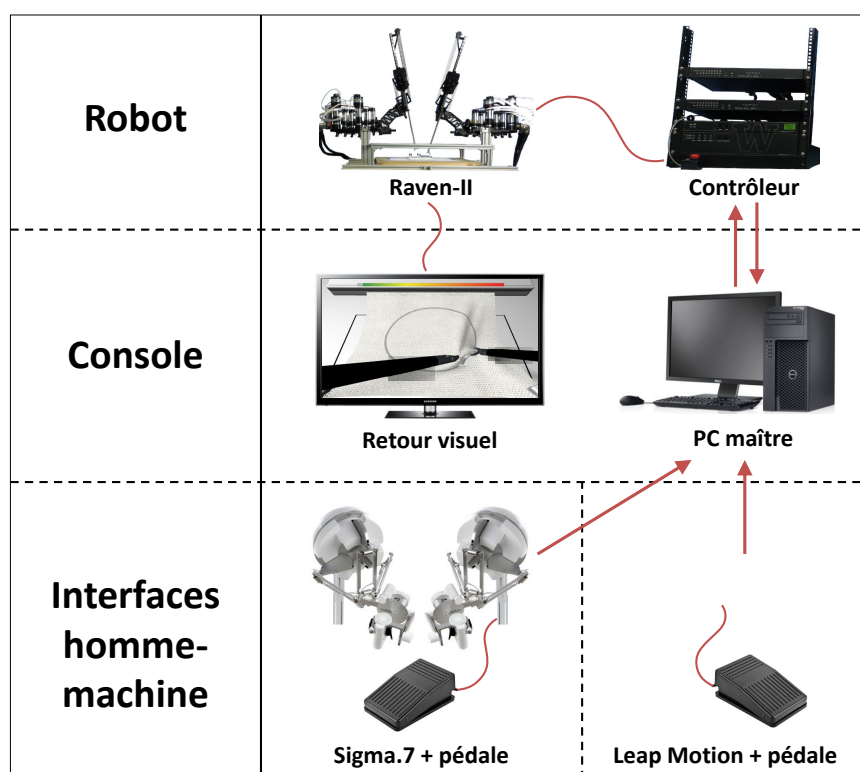 Robot
Raven-II
Contrôleur
Console
Retour visuel
PC maître
Interfaces
homme-
machine
Sigma.7 + pédale
Leap Motion + pédale